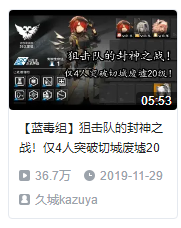 狙击队的封神之战!
仅4人突破切城废墟20级!
05:53
【蓝毒组】狙击队的封神之
战！仅4人突破切城废墟20
36.7万
2019-11-29
久城kazuya